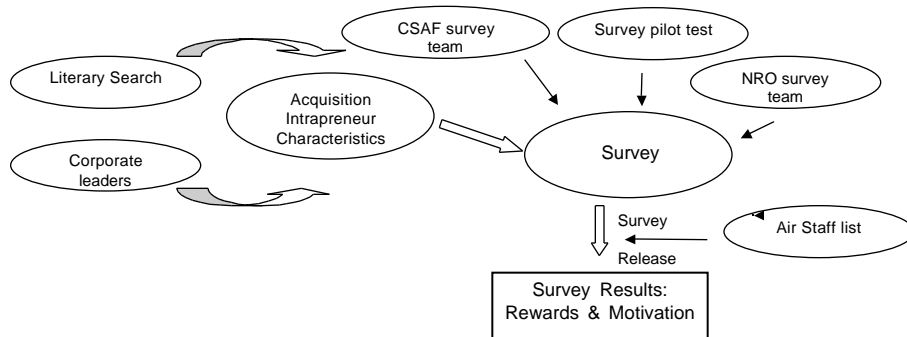 CSAF survey
team
Survey pilot test
Literary Search
NRO survey
team
Acquisition
Intrapreneur
Characteristics
Survey
Corporate
leaders
Survey
Release
Air Staff list
Survey Results:
Rewards & Motivation